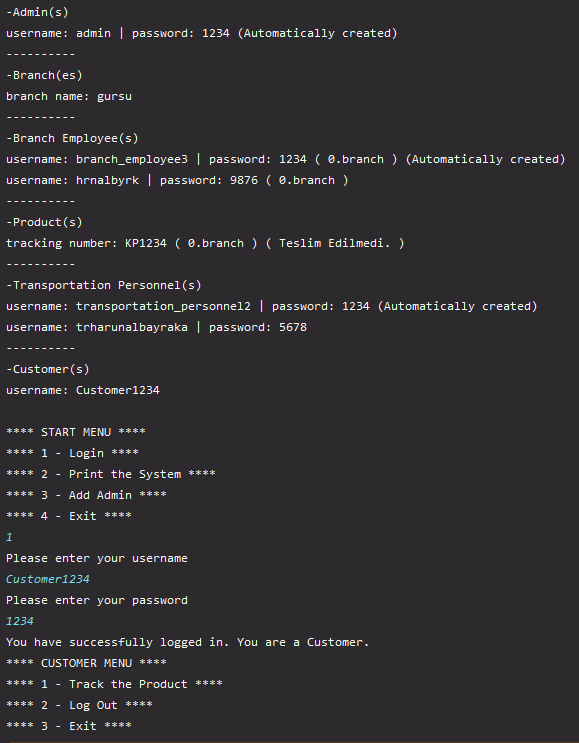 -Admin(s)
username: admin | password: 1234 (Automatically created)
----------
-Branch(es)
branch name: gursu
----------
-Branch Employee(s)
username: branch_employee3 | password: 1234 ( 0.branch ) (Automatically created)
username: hrnalbyrk | password: 9876 ( 0.branch )
----------
-Product(s)
tracking number: KP1234 ( 0.branch ) ( Teslim Edilmedi. )
----------
-Transportation Personnel(s)
username: transportation_personnel2 | password: 1234 (Automatically created)
username: trharunalbayraka | password: 5678
----------
-Customer(s)
username: Customer1234
**** START MENU ****
**** 1 - Login ****
**** 2 - Print the System ****
**** 3 - Add Admin ****
**** 4 - Exit ****
1
Please enter your username
Customer1234
Please enter your password
1234
You have successfully logged in. You are a Customer.
**** CUSTOMER MENU ****
**** 1 - Track the Product ****
**** 2 - Log Out ****
**** 3 - Exit ****